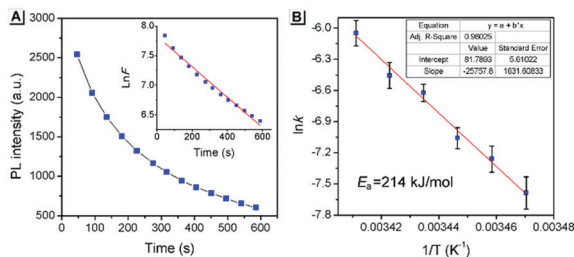 A
PL intensity (a.u.)
3000
2500
2000
1500
1000
500
0 100 200 300 400 500 600
Time (s)
LnF
8.0
7.5
7.0
6.5
0 200 400 600
Time (s)
B
lnk
-6.0
-6.3
-6.6
-6.9
-7.2
-7.5
-7.8
0.00342 0.00344 0.00346 0.00348
1/T (K-1)
Equation y = a + b*x
Adj. R-Square 0.98025
Value Standard Error
Intercept 81.7893 5.61022
Slope -25757.8 1631.60833
Ea=214 kJ/mol